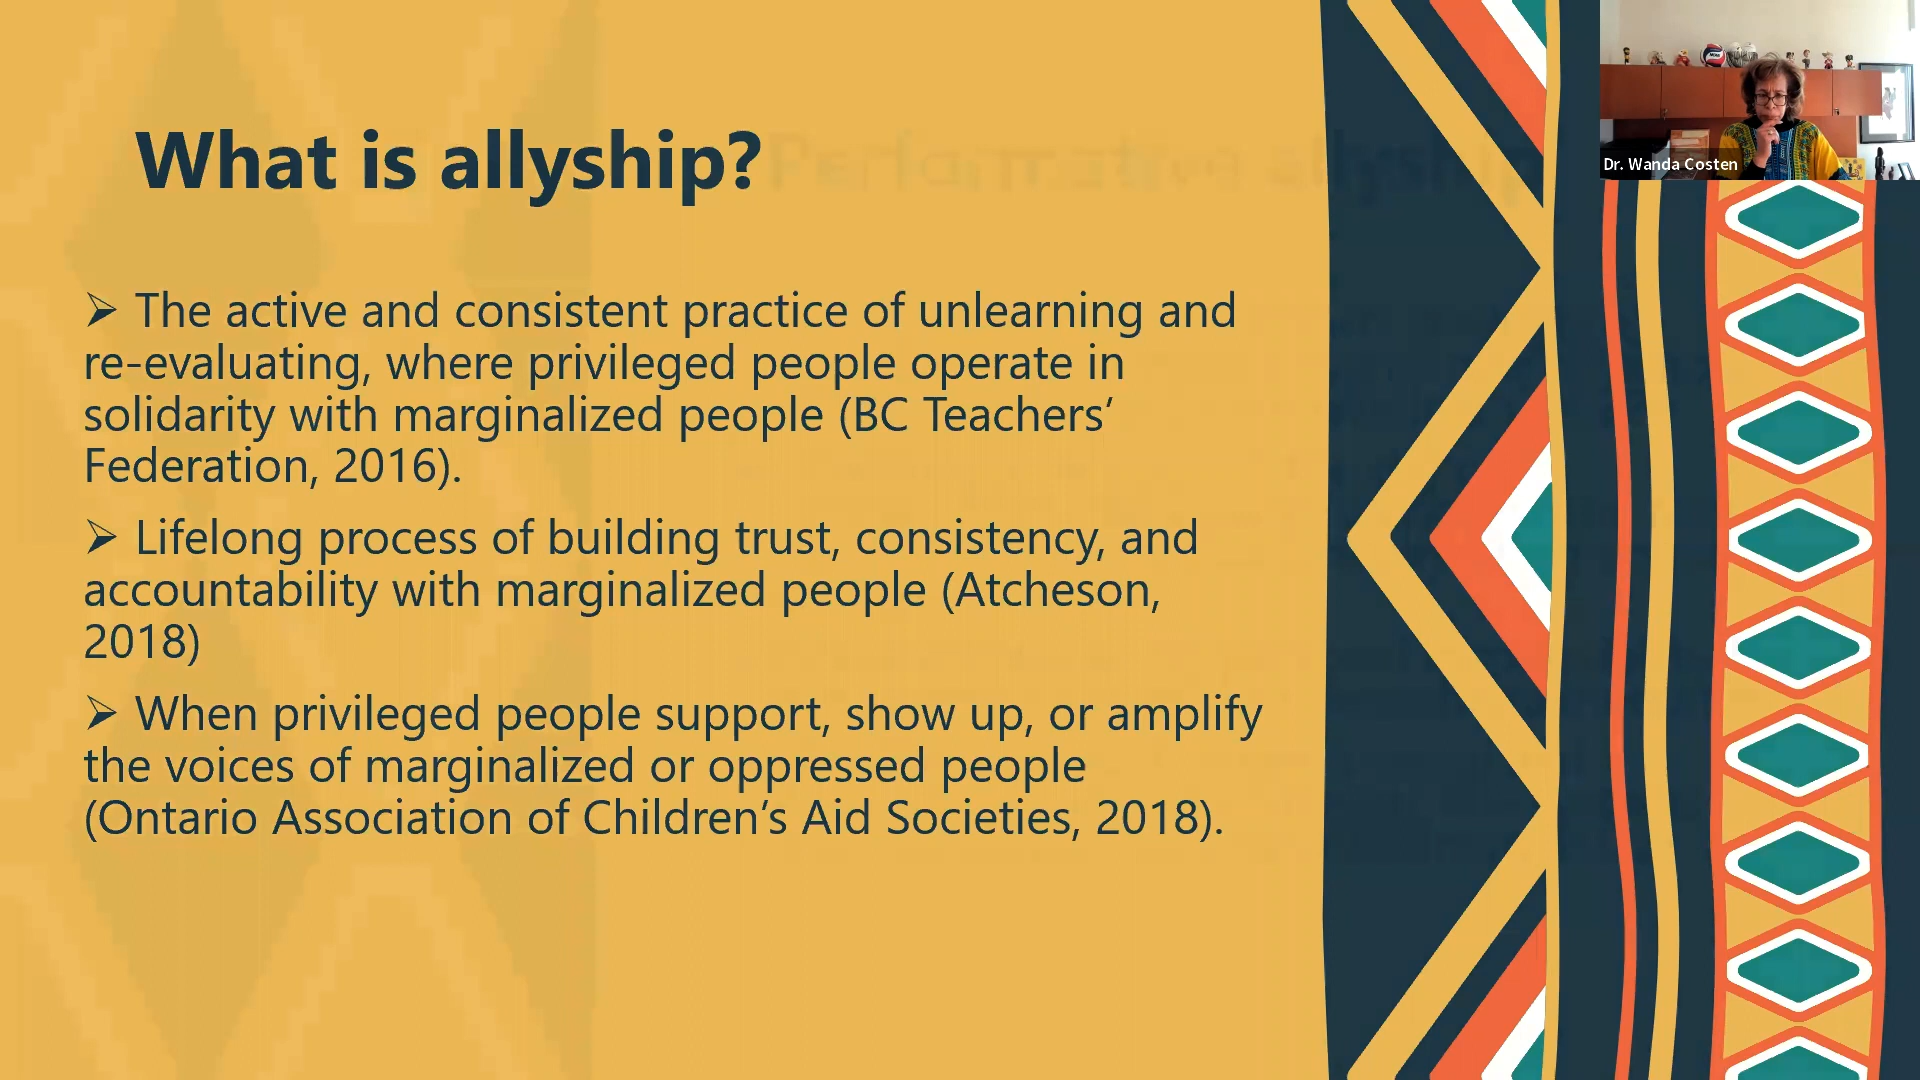 What is allyship?
Performative allyship
Dr. Wanda Costen
➢ The active and consistent practice of unlearning and
re-evaluating, where privileged people operate in
solidarity with marginalized people (BC Teachers’
Federation, 2016).
➢ Lifelong process of building trust, consistency, and
accountability with marginalized people (Atcheson,
2018)
➢ When privileged people support, show up, or amplify
the voices of marginalized or oppressed people
(Ontario Association of Children’s Aid Societies, 2018).